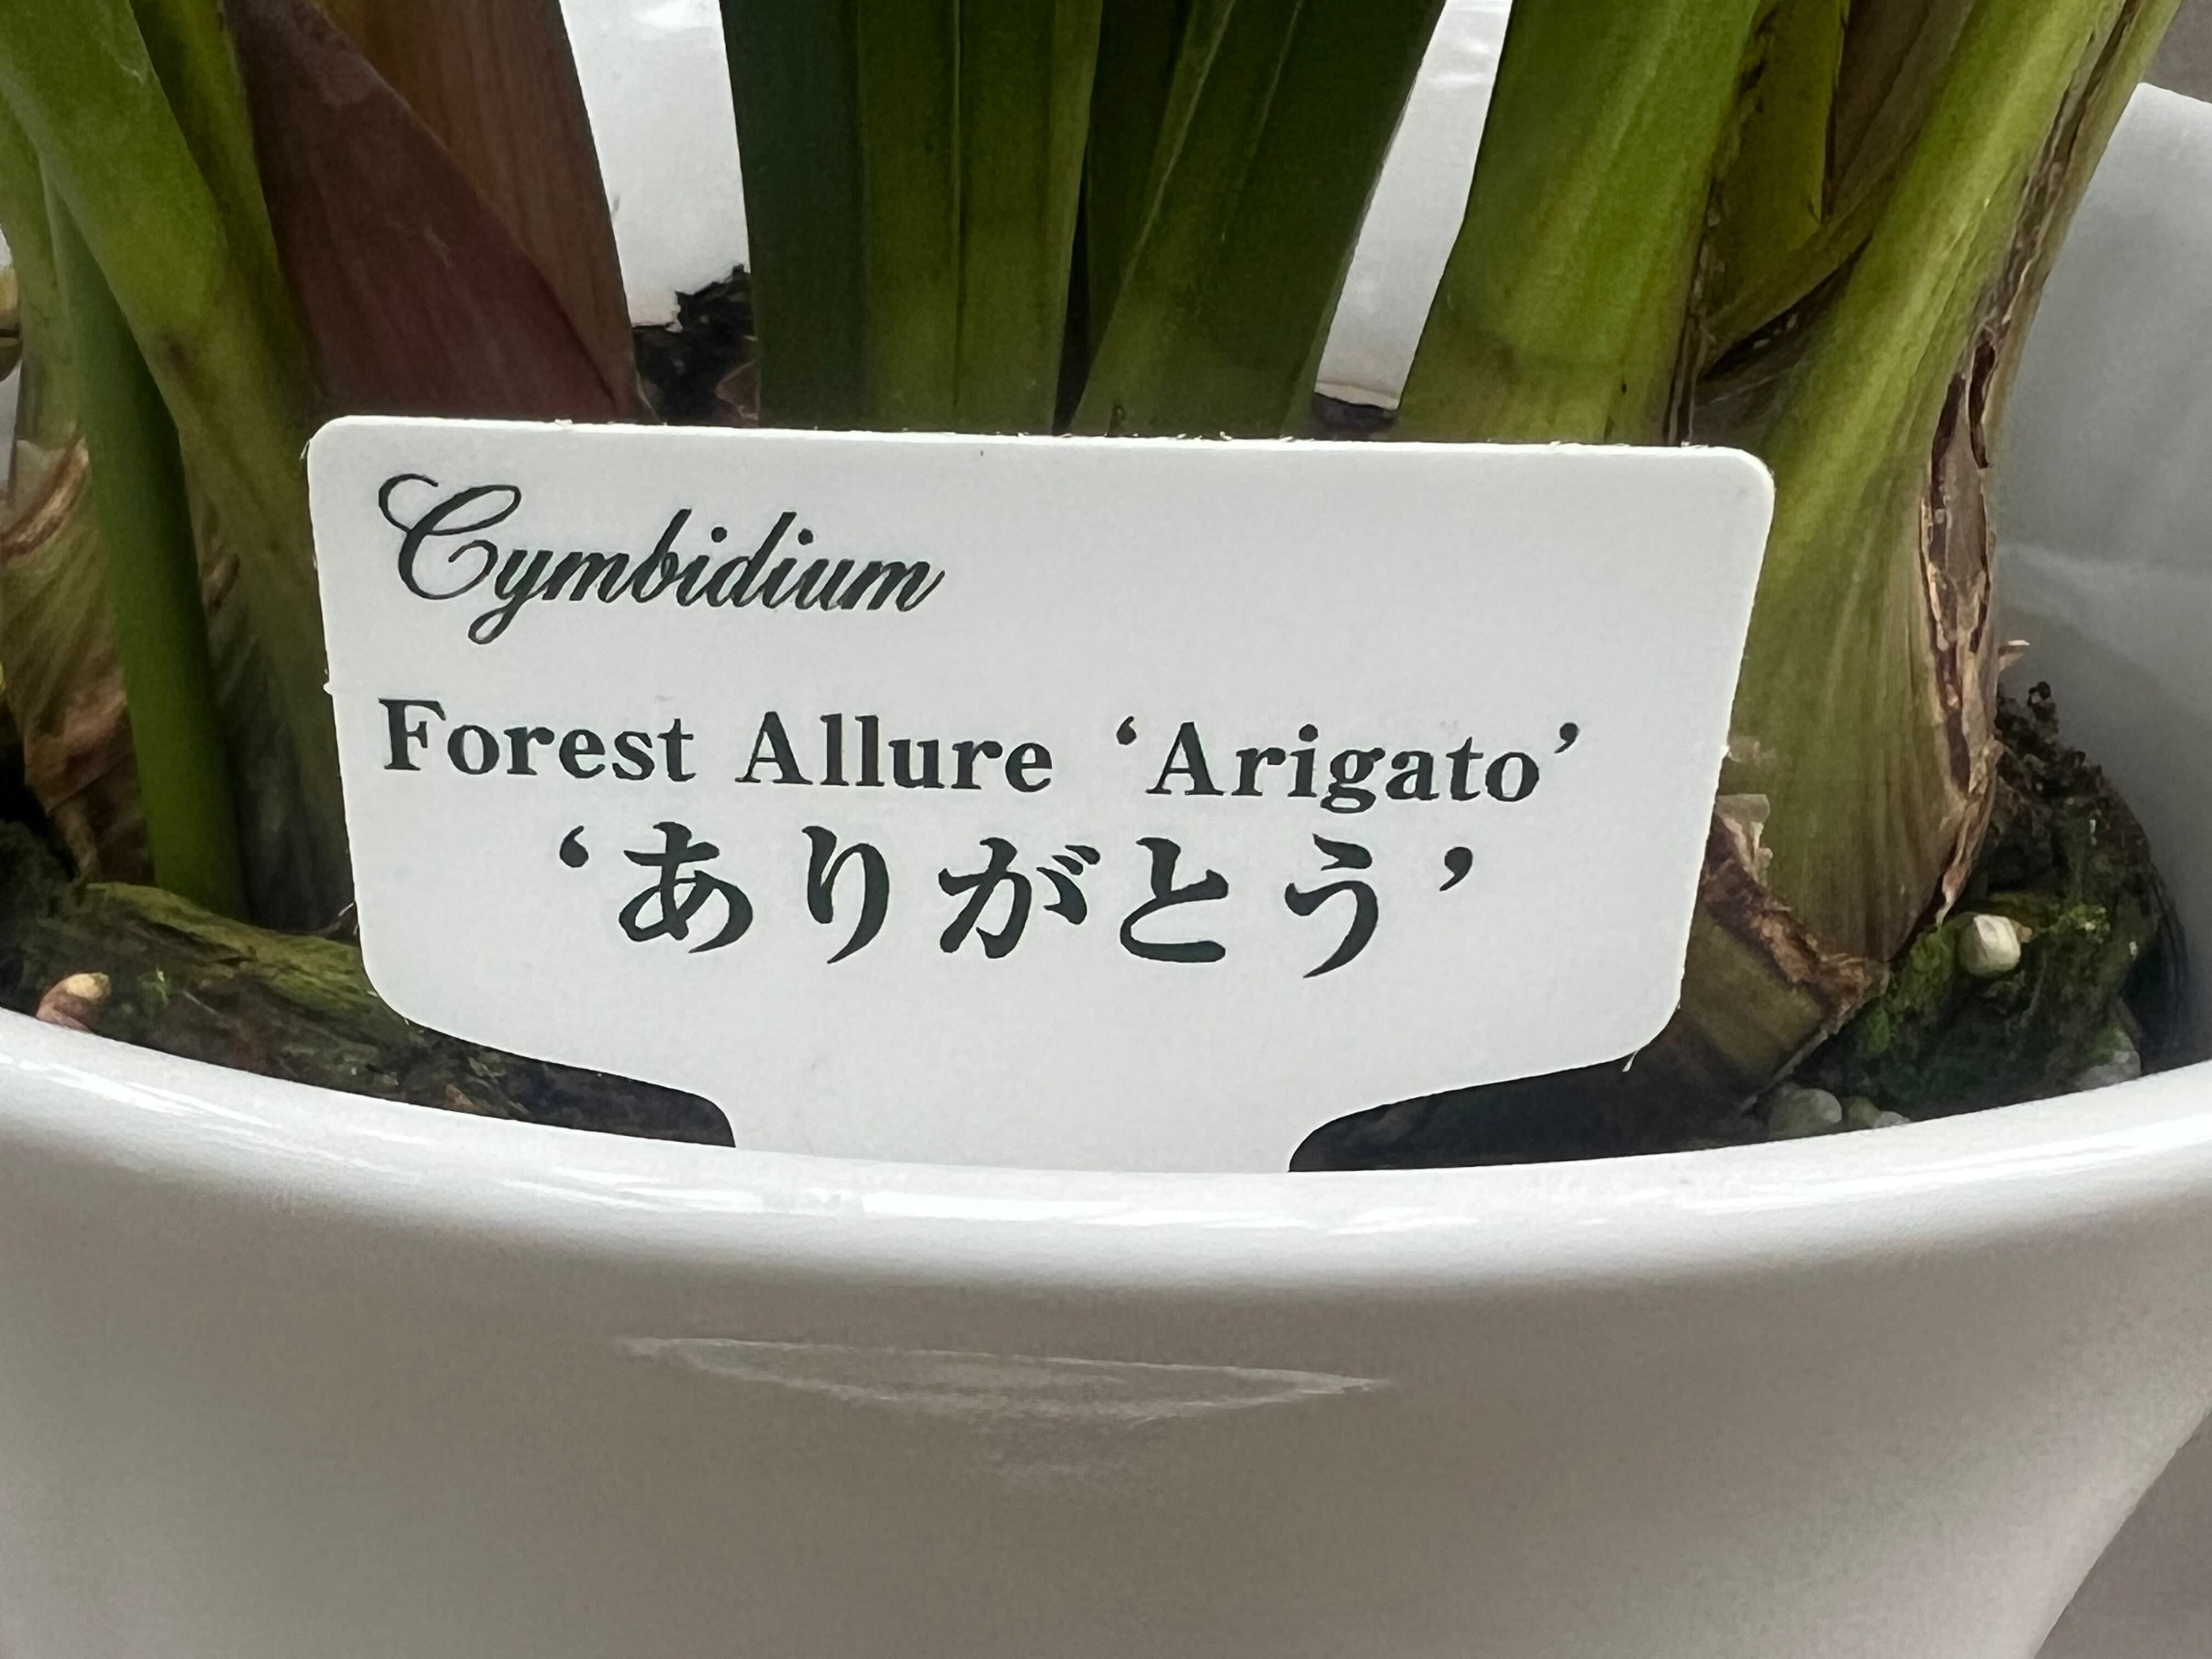 Cymbidium
Forest Allure ‘Arigato’
‘ありがとう’